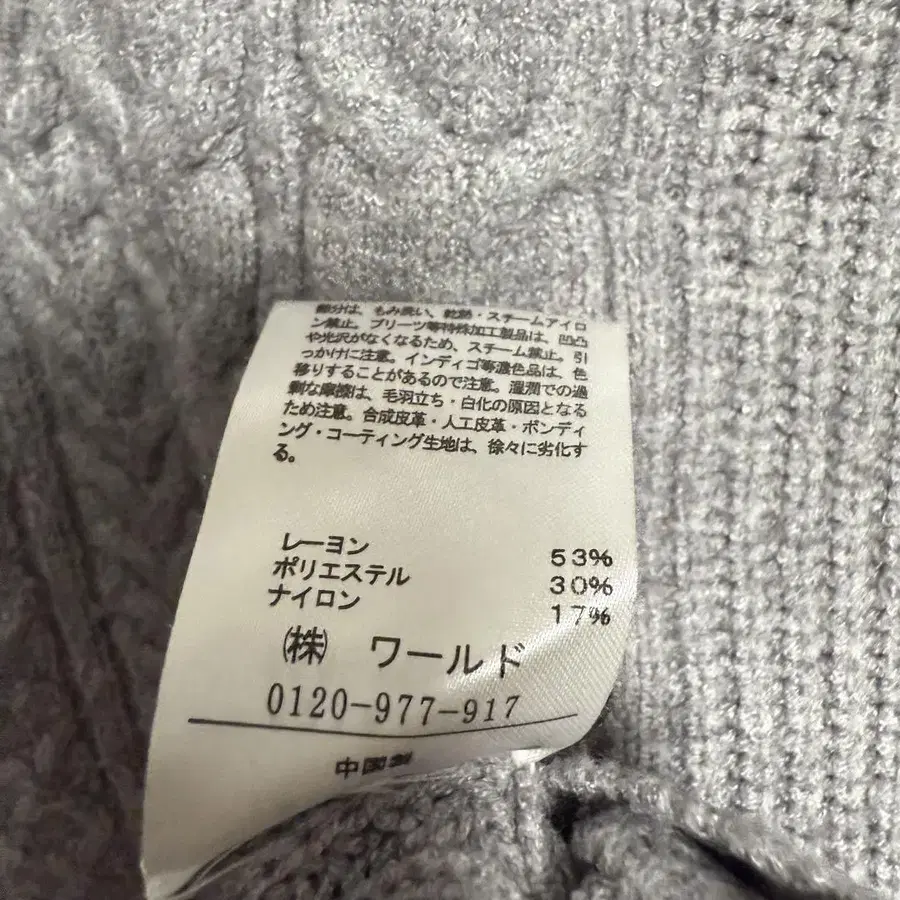 部分は、もみ洗い、乾熱・スチームアイロ
ン禁止。プリーツ等特殊加工製品は、凹凸
や光沢がなくなるため、スチーム禁止。引
っかけに注意。インディゴ等濃色品は、色
移りすることがあるので注意。湿潤での過
剰な摩擦は、毛羽立ち・白化の原因となる
ため注意。合成皮革・人工皮革・ボンディ
ング・コーティング生地は、徐々に劣化す
る。
レーヨン 53%
ポリエステル 30%
ナイロン 17%
㈱ ワールド
0120-977-917
中国製